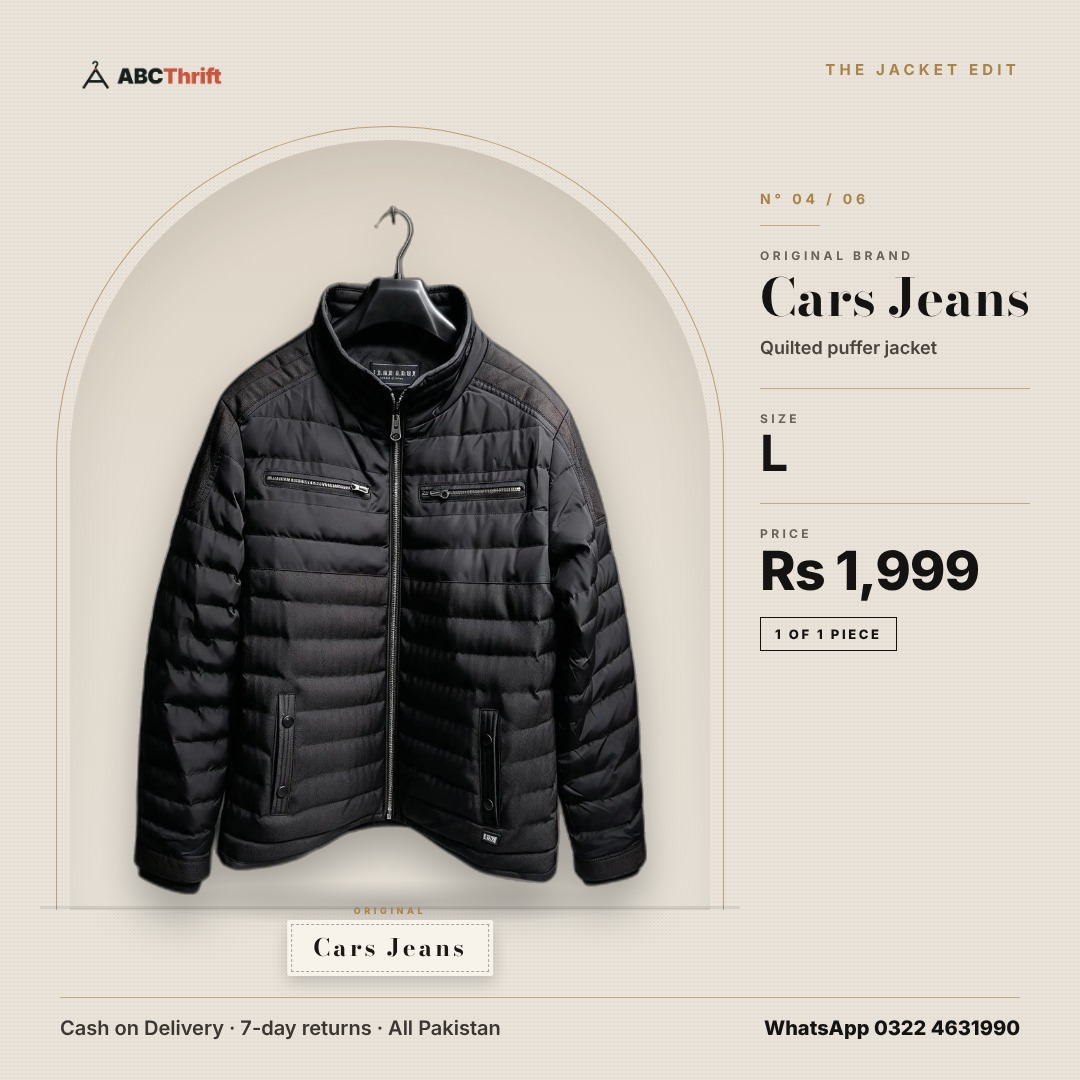 ABCThrift
THE JACKET EDIT
N° 04 / 06
ORIGINAL BRAND
Cars Jeans
Quilted puffer jacket
SIZE
L
PRICE
Rs 1,999
1 OF 1 PIECE
ORIGINAL
Cars Jeans
Cash on Delivery · 7-day returns · All Pakistan
WhatsApp 0322 4631990